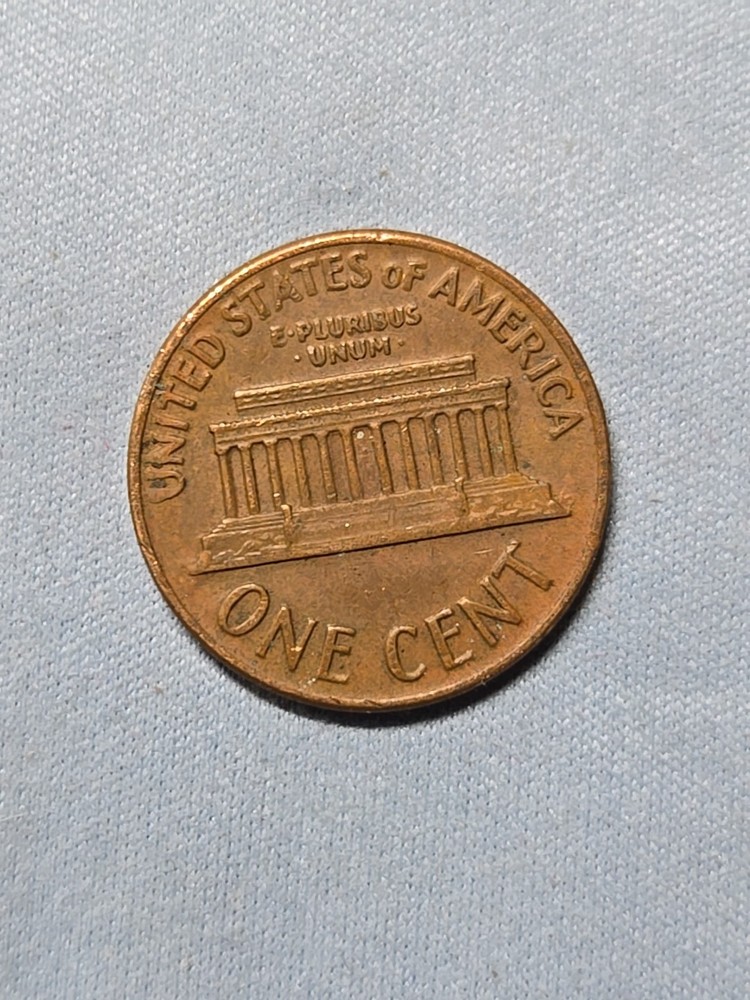 UNITED STATES OF AMERICA
E·PLURIBUS
·UNUM·
ONE CENT